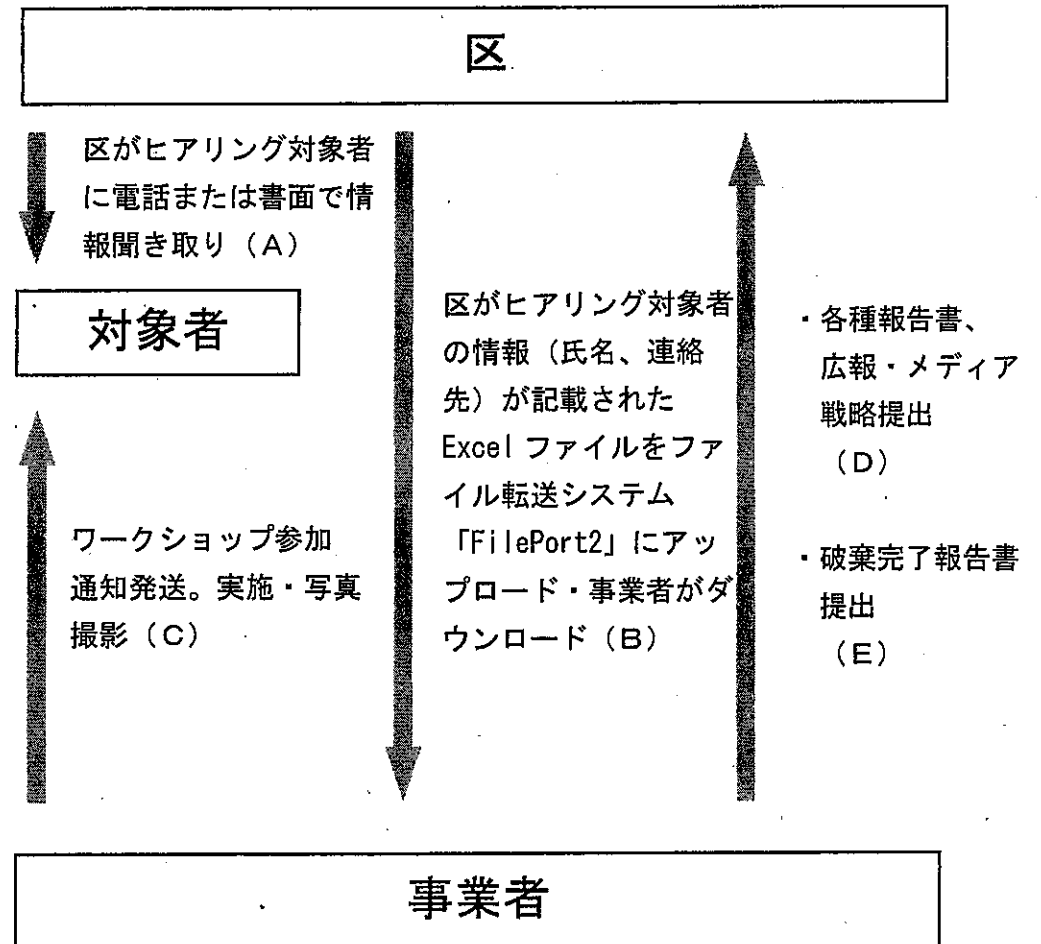 区
区がヒアリング対象者
に電話または書面で情
報聞き取り（A）
対象者
ワークショップ参加
通知発送。実施・写真
撮影（C）
区がヒアリング対象者
の情報（氏名、連絡
先）が記載された
Excel ファイルをファ
イル転送システム
「FilePort2」にアッ
プロード・事業者がダ
ウンロード（B）
・各種報告書、
広報・メディア
戦略提出
（D）
・破棄完了報告書
提出
（E）
事業者